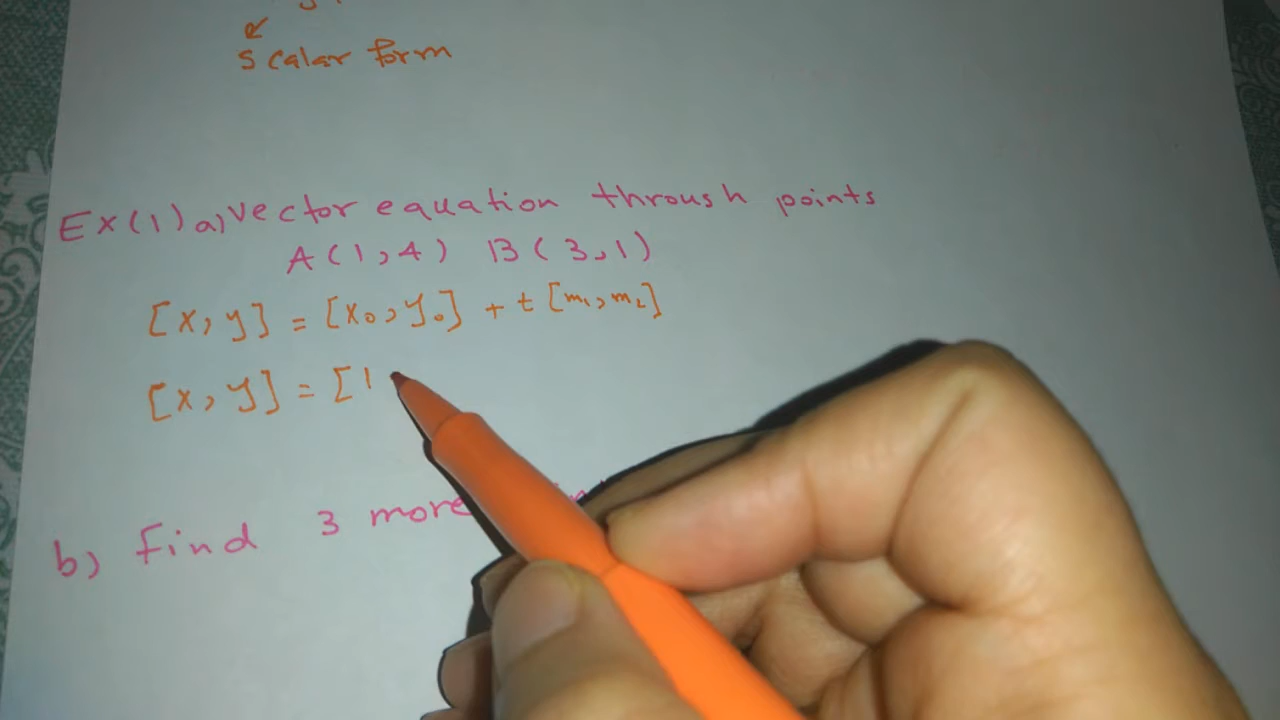 scalar form
Ex(1) a) vector equation throush points
A(1,4) B(3,1)
[x,y] = [x₀,y₀] + t [m₁,m₂]
[x,y] = [1
b) Find 3 more